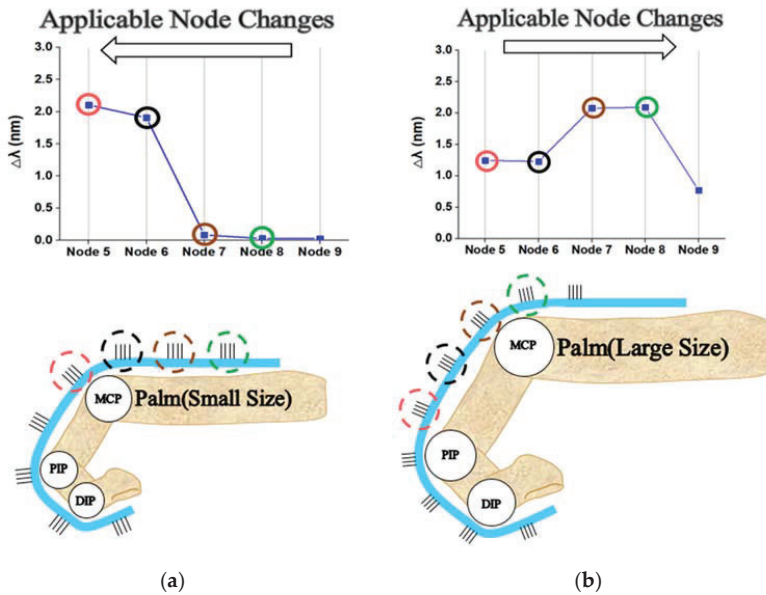 Applicable Node Changes
3.0
2.5
2.0
1.5
1.0
0.5
0.0
△λ (nm)
Node 5 Node 6 Node 7 Node 8 Node 9
MCP
Palm(Small Size)
PIP
DIP
(a)
Applicable Node Changes
3.0
2.5
2.0
1.5
1.0
0.5
0.0
△λ (nm)
Node 5 Node 6 Node 7 Node 8 Node 9
MCP
Palm(Large Size)
PIP
DIP
(b)